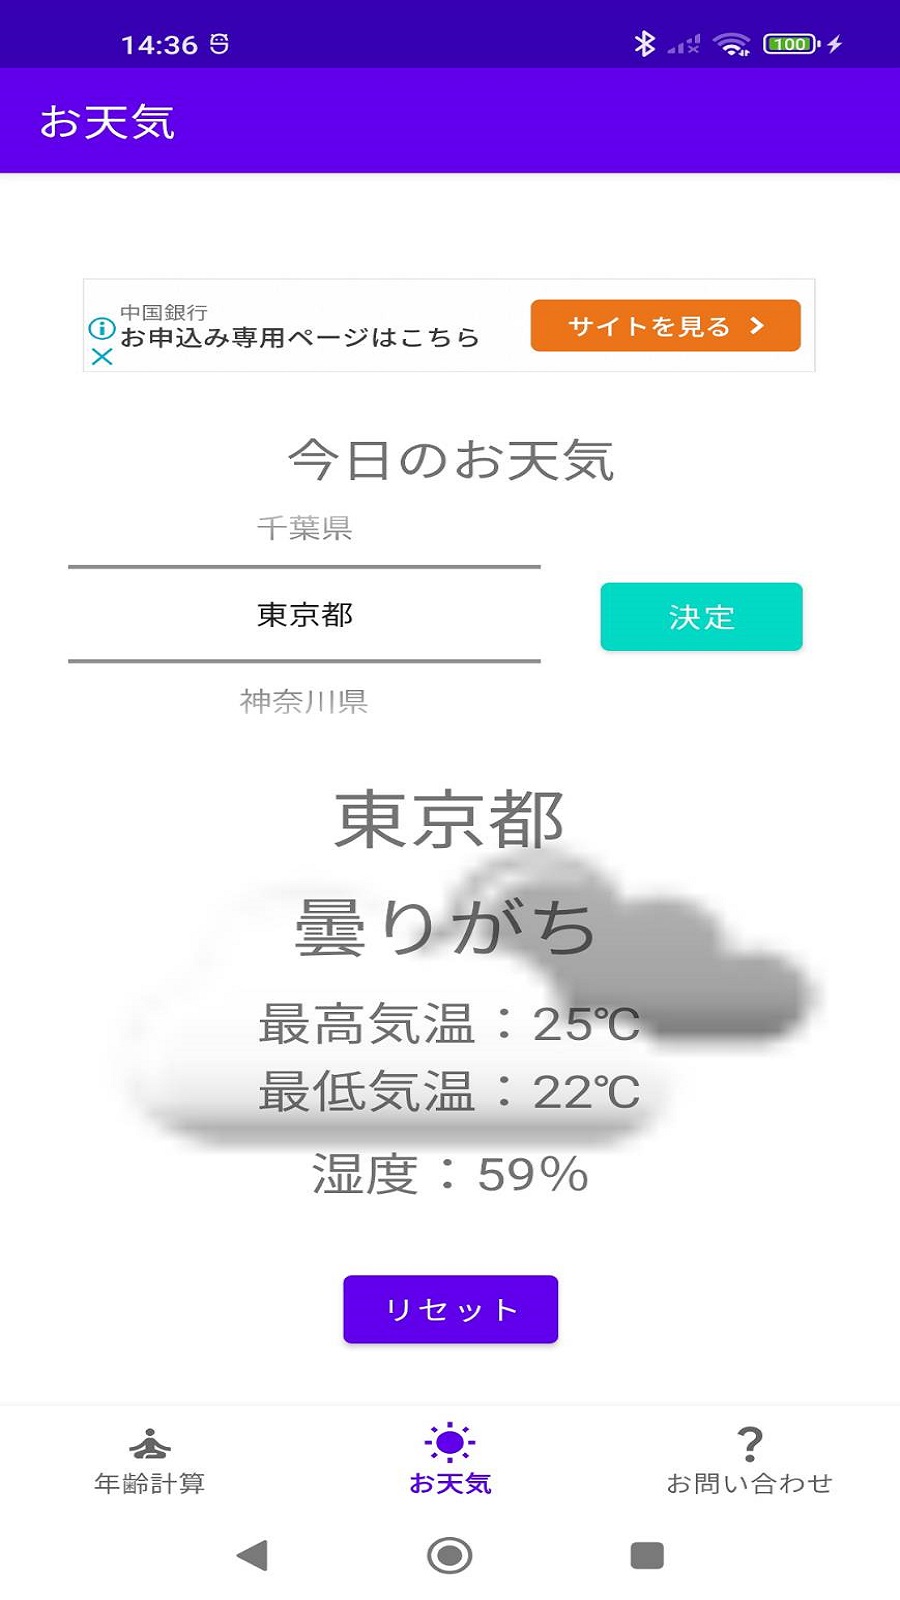 14:36
100
お天気
中国銀行
お申込み専用ページはこちら
サイトを見る
今日のお天気
千葉県
東京都
決定
神奈川県
東京都
曇りがち
最高気温：25℃
最低気温：22℃
湿度：59%
リセット
年齢計算
お天気
お問い合わせ